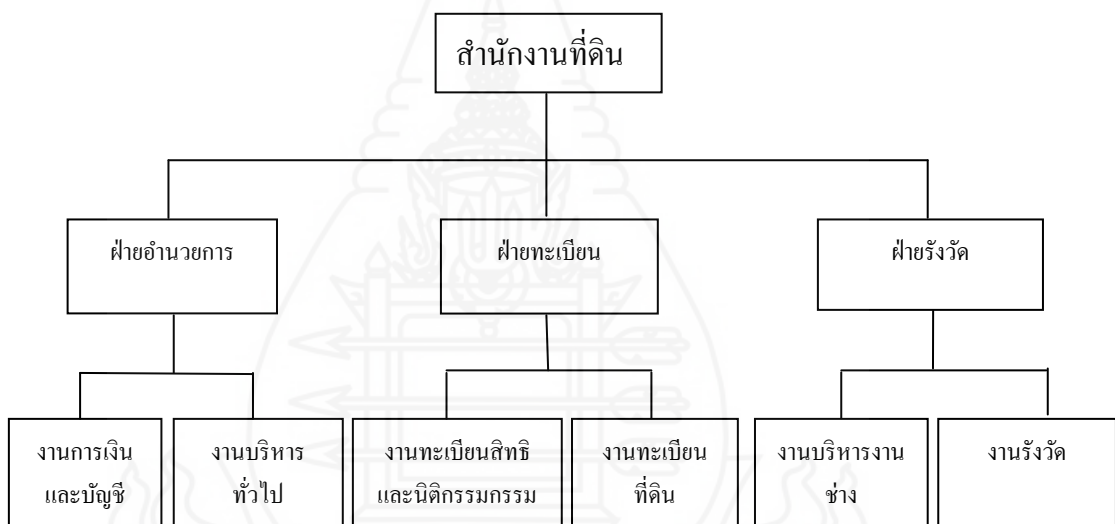 สำนักงานที่ดิน
ฝ่ายอำนวยการ
ฝ่ายทะเบียน
ฝ่ายรังวัด
งานการเงิน
และบัญชี
งานบริหาร
ทั่วไป
งานทะเบียนสิทธิ
และนิติกรรมกรรม
งานทะเบียน
ที่ดิน
งานบริหารงาน
ช่าง
งานรังวัด